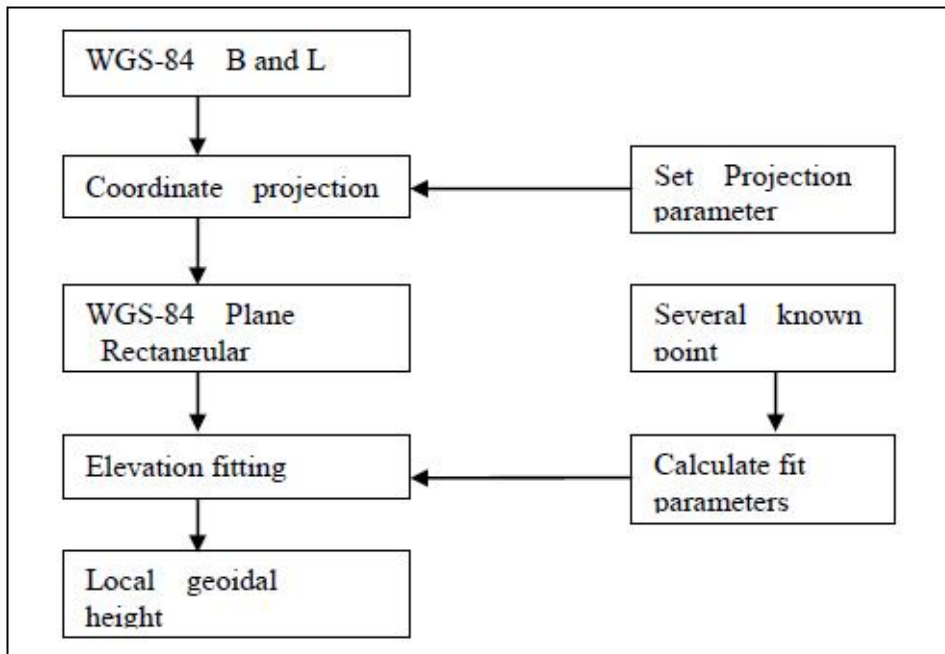 WGS-84 B and L
Coordinate projection
Set Projection
parameter
WGS-84 Plane
Rectangular
Several known
point
Elevation fitting
Calculate fit
parameters
Local geoidal
height